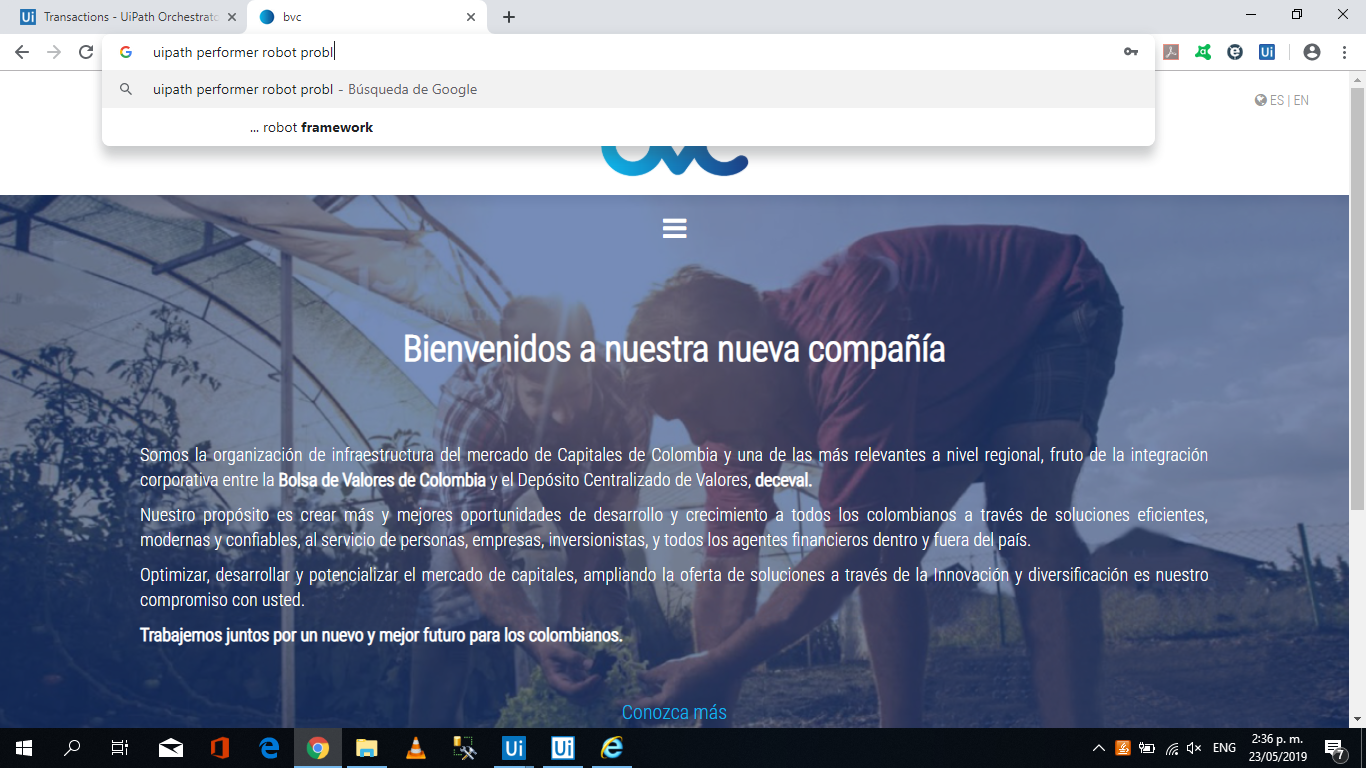 Transactions - UiPath Orchestrato
bvc
uipath performer robot probl
uipath performer robot probl - Búsqueda de Google
... robot framework
ES | EN
bvc
Bienvenidos a nuestra nueva compañía
Somos la organización de infraestructura del mercado de Capitales de Colombia y una de las más relevantes a nivel regional, fruto de la integración
corporativa entre la Bolsa de Valores de Colombia y el Depósito Centralizado de Valores, deceval.
Nuestro propósito es crear más y mejores oportunidades de desarrollo y crecimiento a todos los colombianos a través de soluciones eficientes,
modernas y confiables, al servicio de personas, empresas, inversionistas, y todos los agentes financieros dentro y fuera del país.
Optimizar, desarrollar y potencializar el mercado de capitales, ampliando la oferta de soluciones a través de la Innovación y diversificación es nuestro
compromiso con usted.
Trabajemos juntos por un nuevo y mejor futuro para los colombianos.
Conozca más
ENG
2:36 p. m.
23/05/2019
7